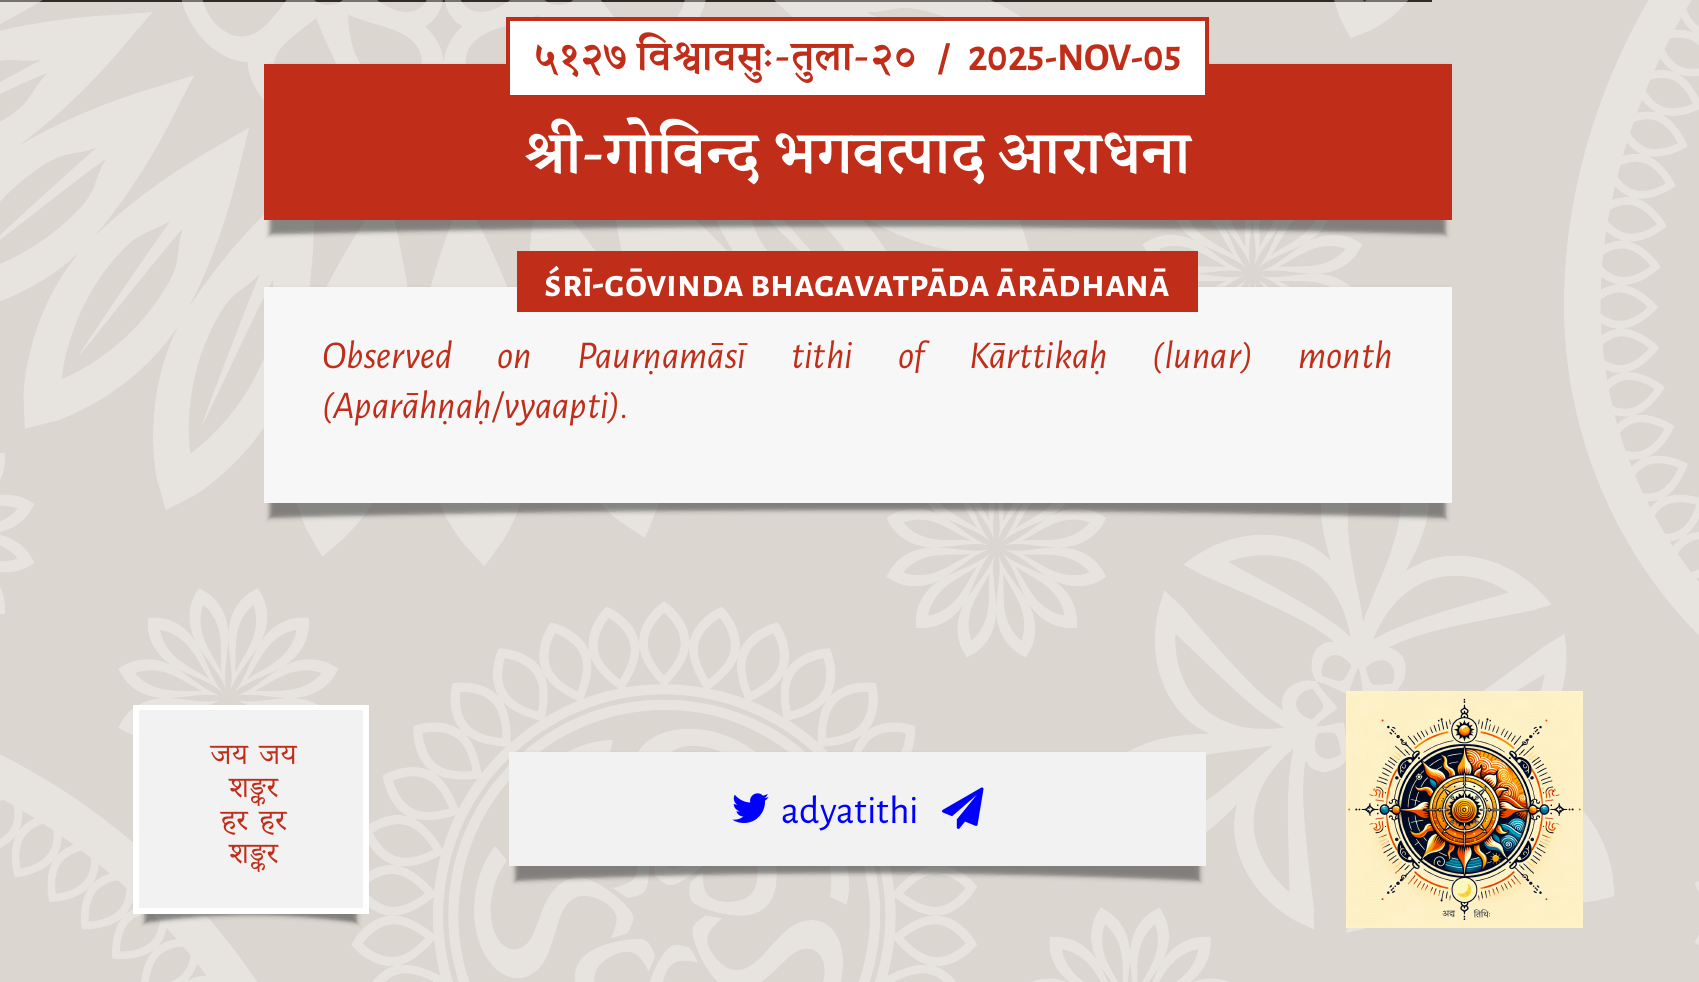 ५१२७ विश्वावसुः-तुला-२० / 2025-NOV-05
श्री-गोविन्द भगवत्पाद आराधना
ŚRĪ-GŌVINDA BHAGAVATPĀDA ĀRĀDHANĀ
Observed on Paurṇamāsī tithi of Kārttikaḥ (lunar) month
(Aparāhṇaḥ/vyaapti).
जय जय
शङ्कर
हर हर
शङ्कर
adyatithi
अद्य तिथिः